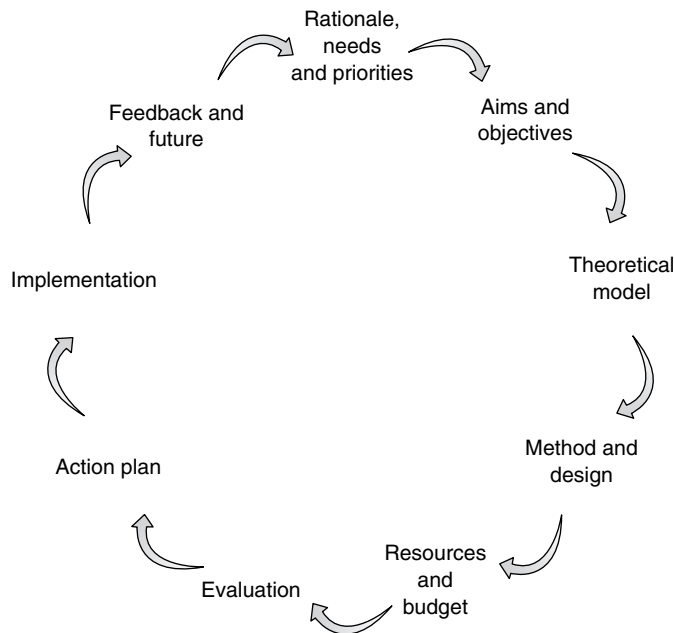 Rationale,
needs
and priorities
Aims and
objectives
Theoretical
model
Method and
design
Resources
and
budget
Evaluation
Action plan
Implementation
Feedback and
future